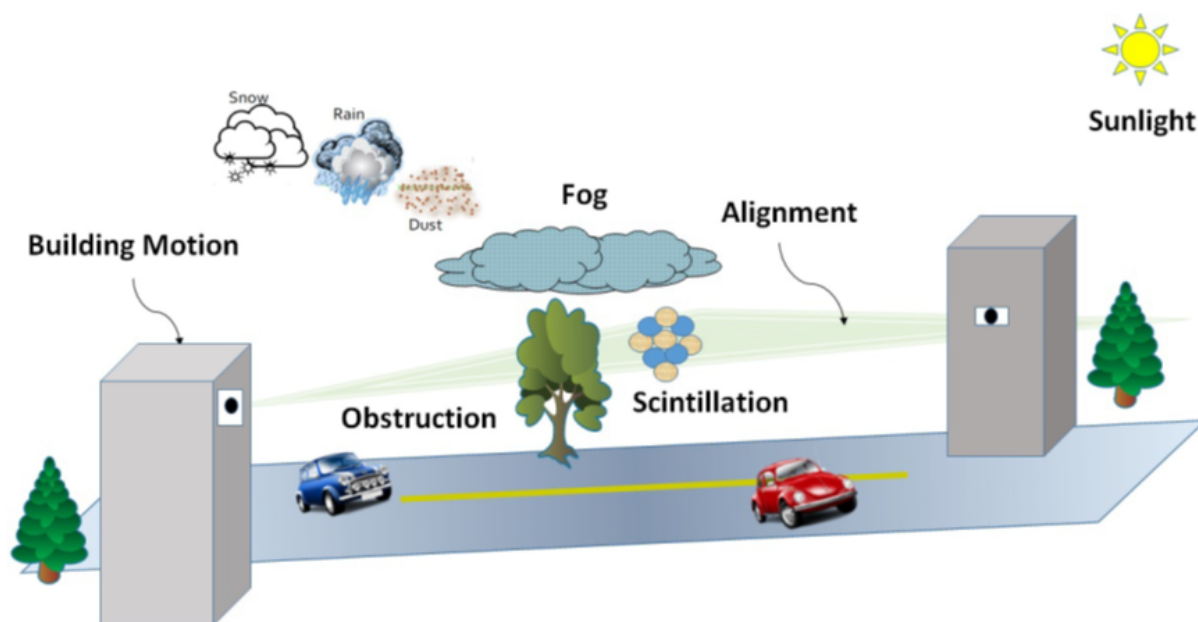 Snow
Rain
Sunlight
Dust
Fog
Alignment
Building Motion
Obstruction
Scintillation